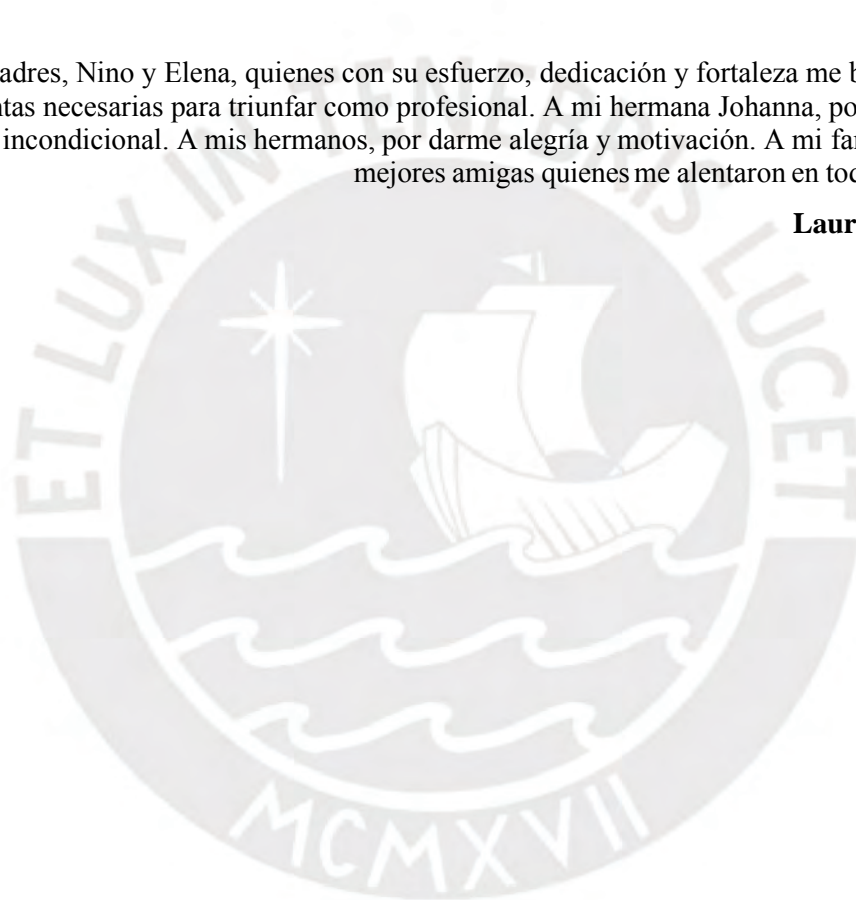 adres, Nino y Elena, quienes con su esfuerzo, dedicación y fortaleza me b
ntas necesarias para triunfar como profesional. A mi hermana Johanna, po
incondicional. A mis hermanos, por darme alegría y motivación. A mi fa
mejores amigas quienes me alentaron en to
Laur
ET LUX IN TENEBRIS LUCET
MCMXVII